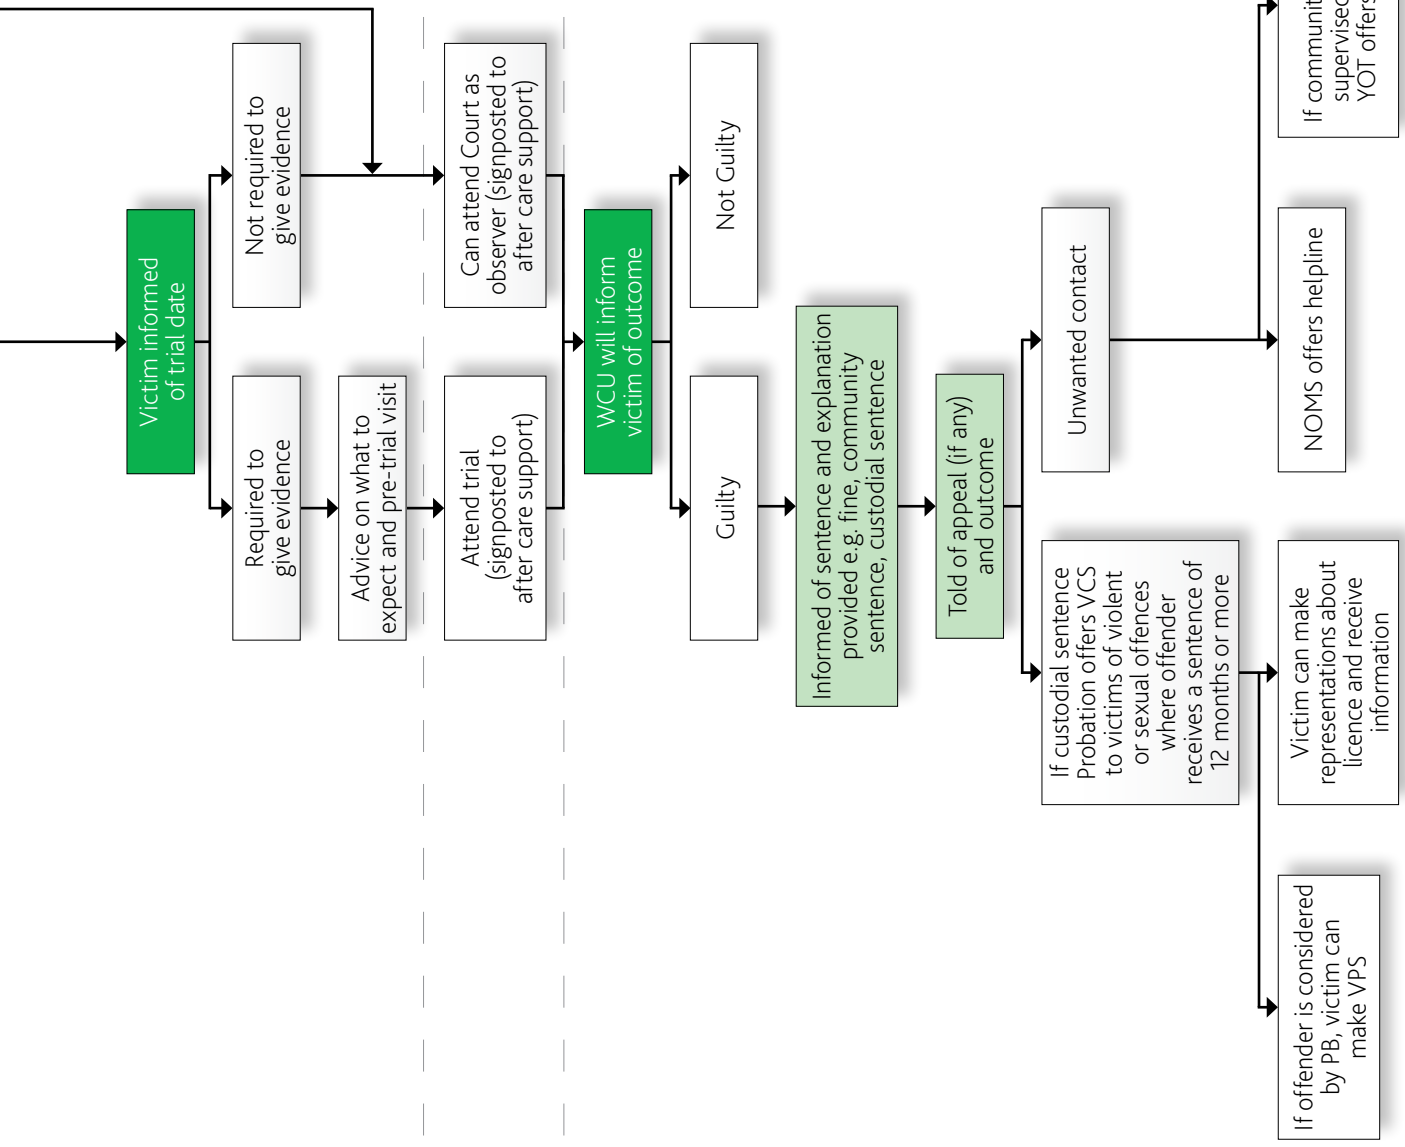 Victim informed
of trial date
Required to
give evidence
Not required to
give evidence
Advice on what to
expect and pre-trial visit
Attend trial
(signposted to
after care support)
Can attend Court as
observer (signposted to
after care support)
WCU will inform
victim of outcome
Guilty
Not Guilty
Informed of sentence and explanation
provided e.g. fine, community
sentence, custodial sentence
Told of appeal (if any)
and outcome
If custodial sentence
Probation offers VCS
to victims of violent
or sexual offences
where offender
receives a sentence of
12 months or more
Unwanted contact
If offender is considered
by PB, victim can
make VPS
Victim can make
representations about
licence and receive
information
NOMS offers helpline
If communit
supervised
YOT offers